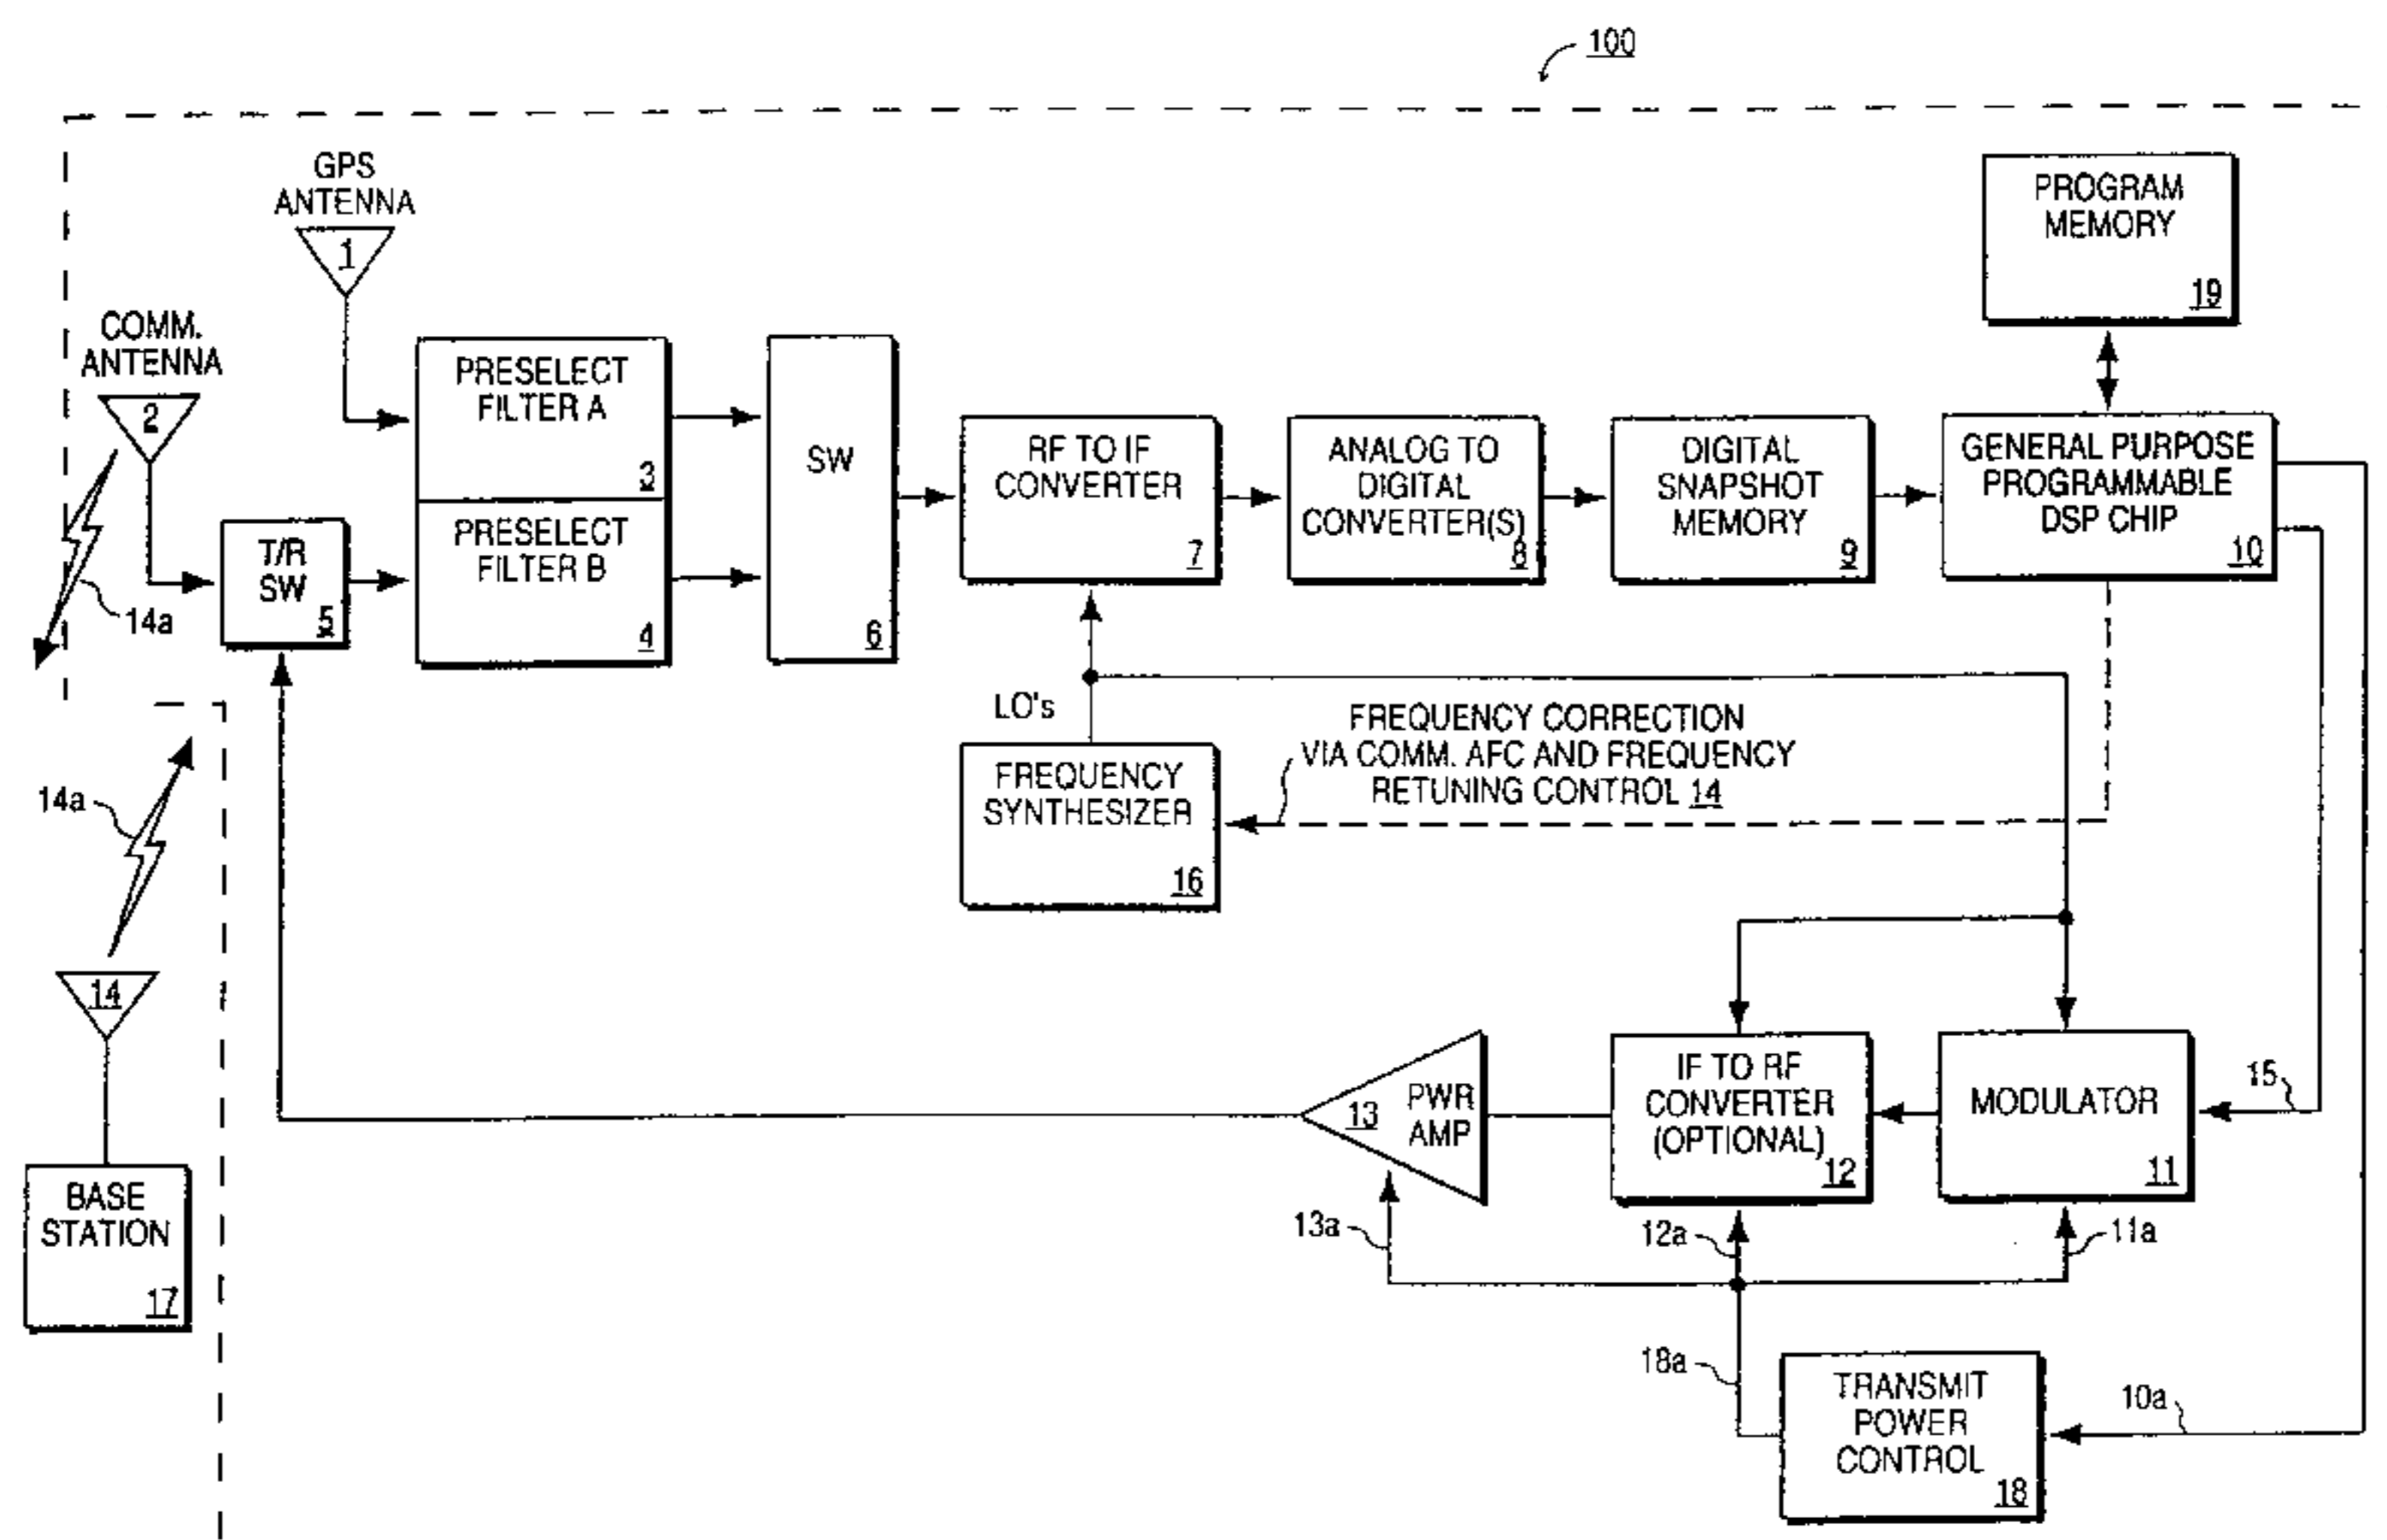 100
GPS
ANTENNA
1
COMM.
ANTENNA
2
14a
T/R
SW
5
PRESELECT
FILTER A
3
PRESELECT
FILTER B
4
SW
6
RF TO IF
CONVERTER
7
ANALOG TO
DIGITAL
CONVERTER(S)
8
DIGITAL
SNAPSHOT
MEMORY
9
PROGRAM
MEMORY
19
GENERAL PURPOSE
PROGRAMMABLE
DSP CHIP
10
LO's
FREQUENCY CORRECTION
VIA COMM. AFC AND FREQUENCY
RETUNING CONTROL 14
FREQUENCY
SYNTHESIZER
16
14a
14
BASE
STATION
17
13
PWR
AMP
IF TO RF
CONVERTER
(OPTIONAL)
12
MODULATOR
11
15
13a
12a
11a
18a
TRANSMIT
POWER
CONTROL
18
10a